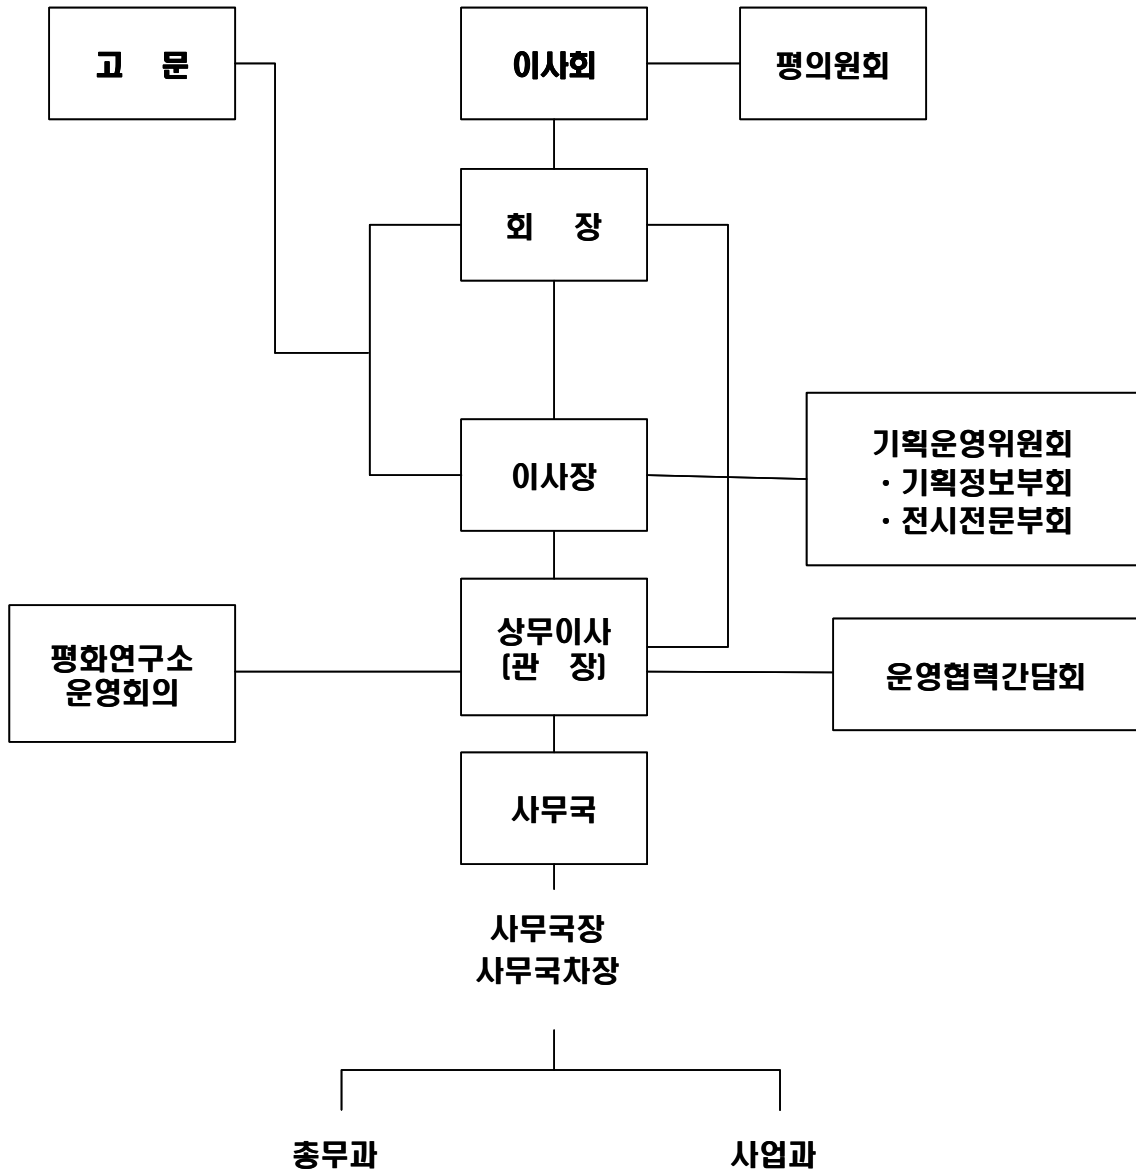 고 문
이사회
평의원회
회 장
이사장
기획운영위원회
· 기획정보부회
· 전시전문부회
상무이사
(관 장)
평화연구소
운영회의
운영협력간담회
사무국
사무국장
사무국차장
총무과
사업과